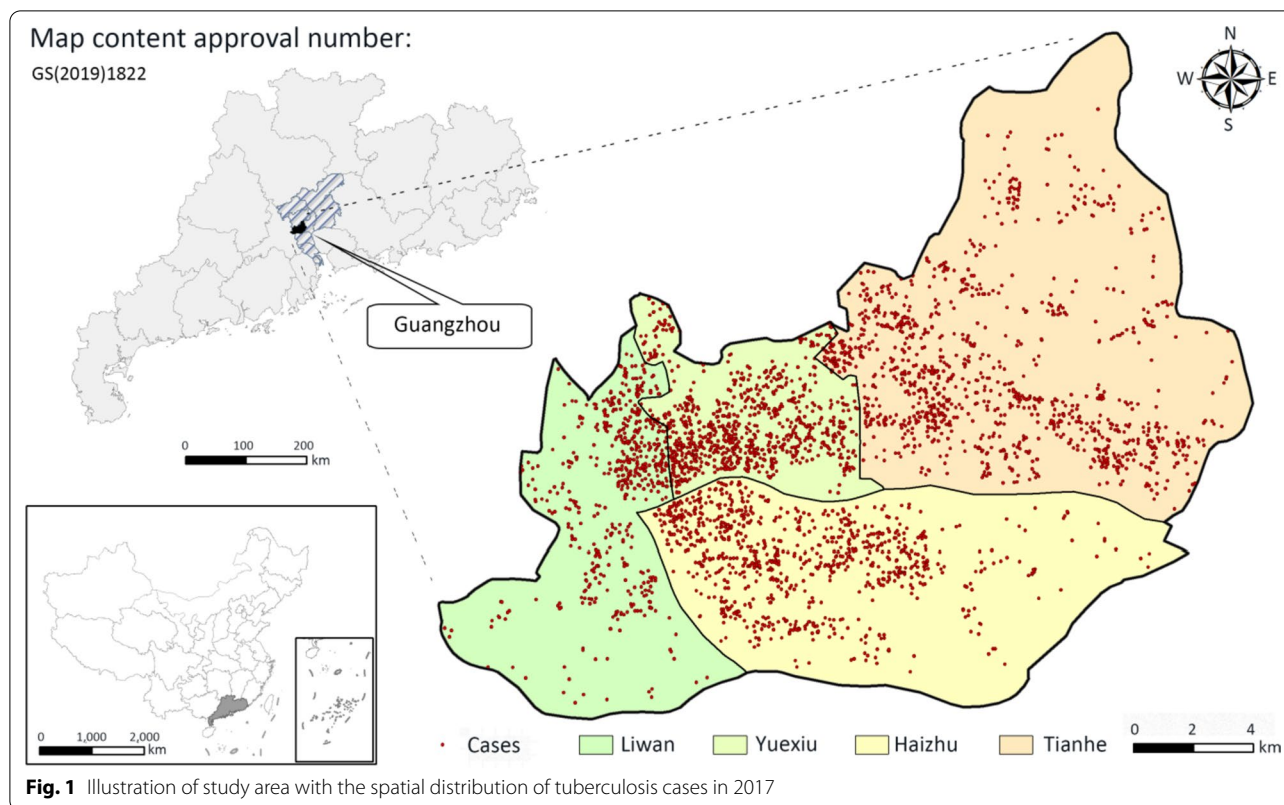 Map content approval number:
GS(2019)1822
N
W E
S
Guangzhou
0 100 200
km
0 1,000 2,000
km
Cases Liwan Yuexiu Haizhu Tianhe
0 2 4
km
Fig. 1 Illustration of study area with the spatial distribution of tuberculosis cases in 2017